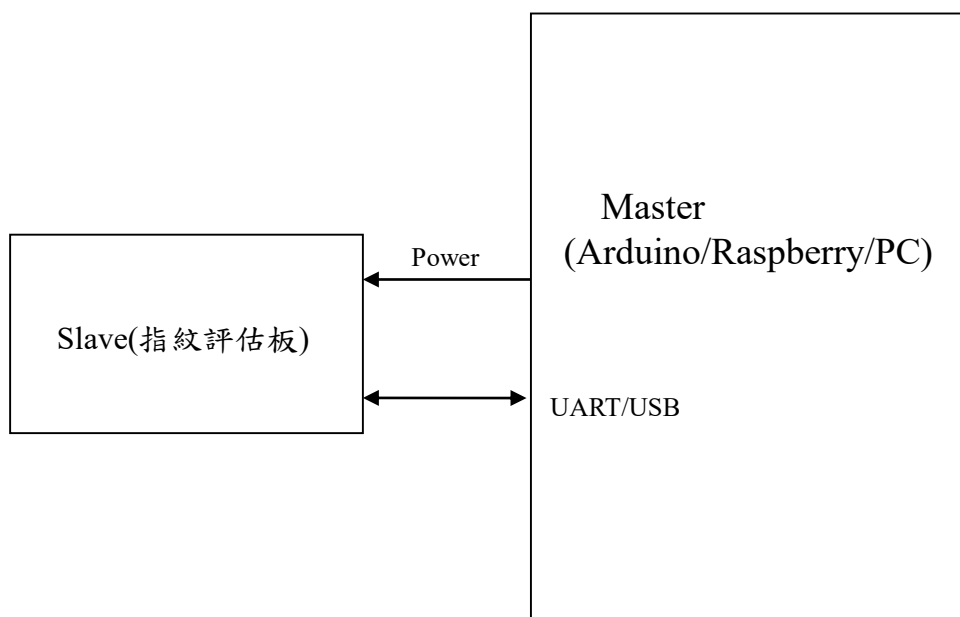 Master
(Arduino/Raspberry/PC)
Power
Slave(指紋評估板)
UART/USB